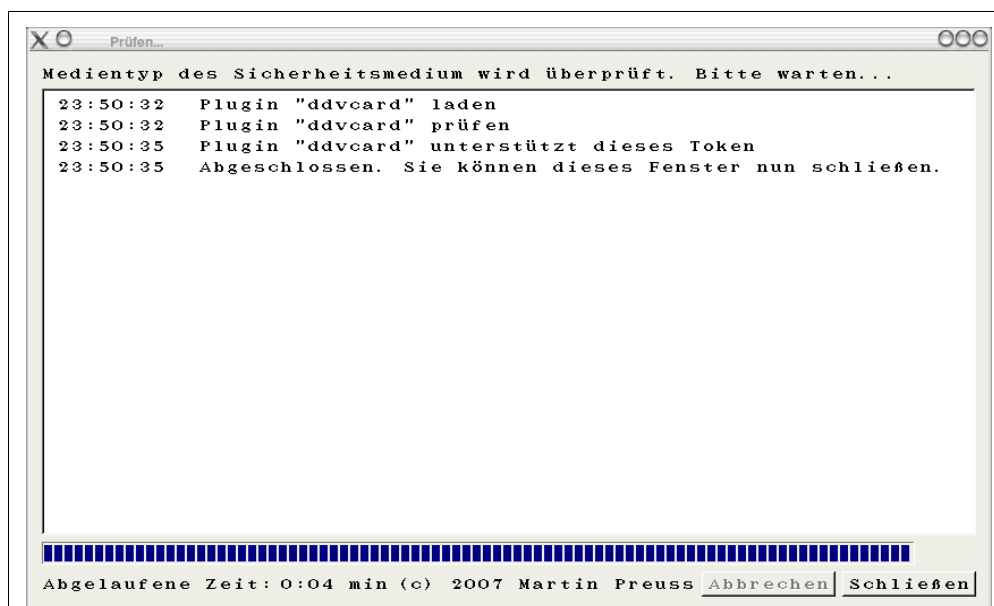 Prüfen...
Medientyp des Sicherheitsmedium wird überprüft. Bitte warten...
23:50:32 Plugin "ddvcard" laden
23:50:32 Plugin "ddvcard" prüfen
23:50:35 Plugin "ddvcard" unterstützt dieses Token
23:50:35 Abgeschlossen. Sie können dieses Fenster nun schließen.
Abgelaufene Zeit: 0:04 min (c) 2007 Martin Preuss Abbrechen Schließen